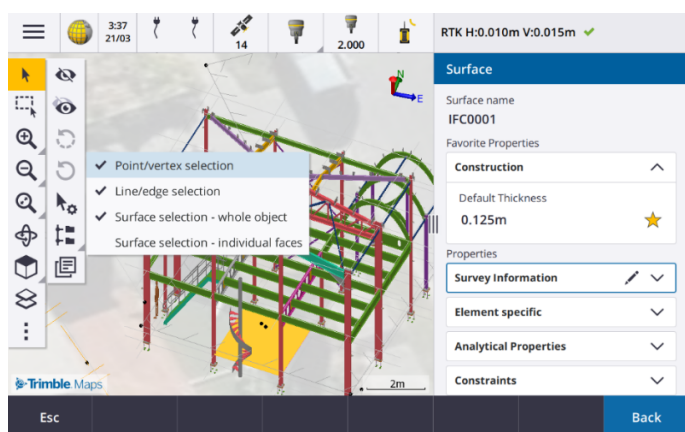 3:37
21/03
14
2.000
RTK H:0.010m V:0.015m
N
E
Point/vertex selection
Line/edge selection
Surface selection - whole object
Surface selection - individual faces
Trimble. Maps
2m
Surface
Surface name
IFC0001
Favorite Properties
Construction
Default Thickness
0.125m
Properties
Survey Information
Element specific
Analytical Properties
Constraints
Esc
Back